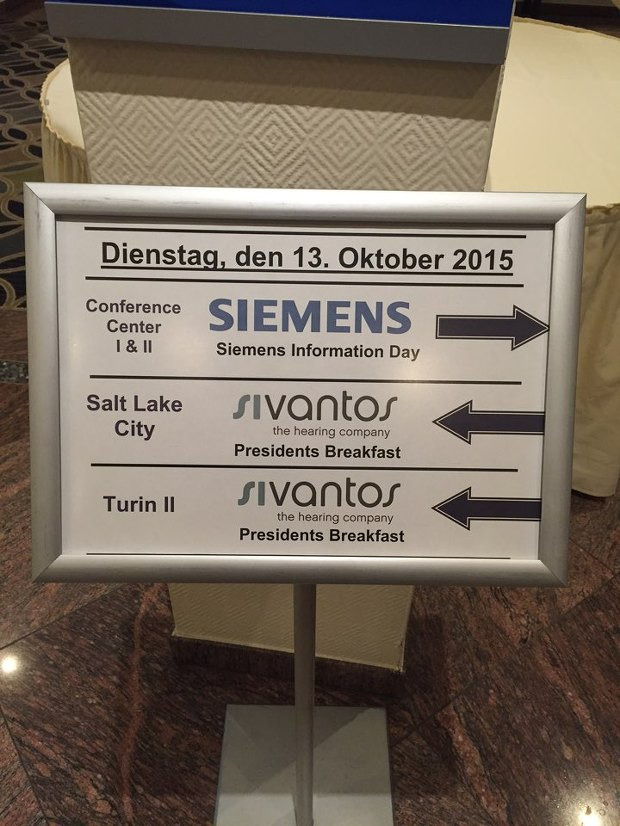 Dienstag, den 13. Oktober 2015
Conference
Center
I & II
SIEMENS
Siemens Information Day
Salt Lake
City
sivantos
the hearing company
Presidents Breakfast
Turin II
sivantos
the hearing company
Presidents Breakfast